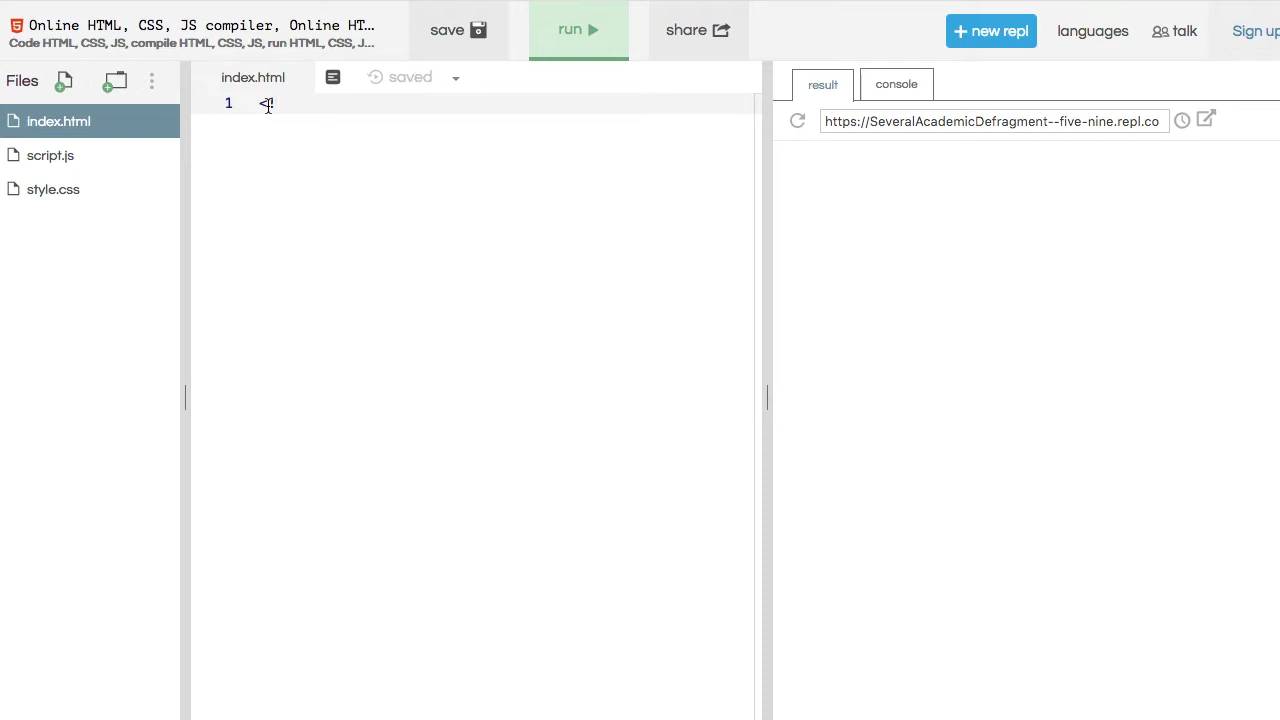 Online HTML, CSS, JS compiler, Online HT...
Code HTML, CSS, JS, compile HTML, CSS, JS, run HTML, CSS, J...
save
run
share
+ new repl
languages
talk
Sign up
Files
index.html
saved
result
console
1 <!
index.html
https://SeveralAcademicDefragment--five-nine.repl.co
script.js
style.css